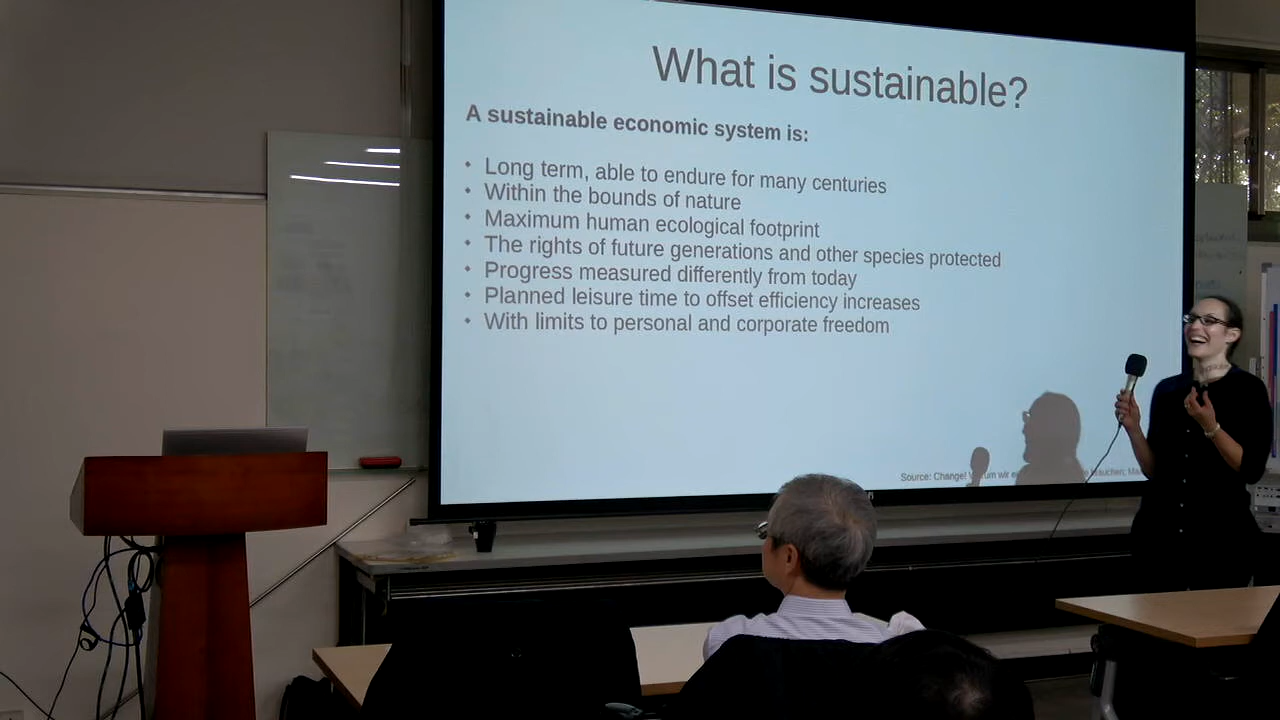 What is sustainable?
A sustainable economic system is:
• Long term, able to endure for many centuries
• Within the bounds of nature
• Maximum human ecological footprint
• The rights of future generations and other species protected
• Progress measured differently from today
• Planned leisure time to offset efficiency increases
• With limits to personal and corporate freedom
Source: Change! wir